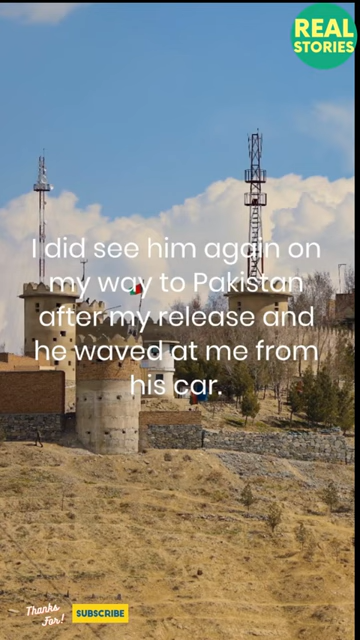 REAL
STORIES
I did see him again on
my way to Pakistan
after my release and
he waved at me from
his car.
Thanks
For!
SUBSCRIBE